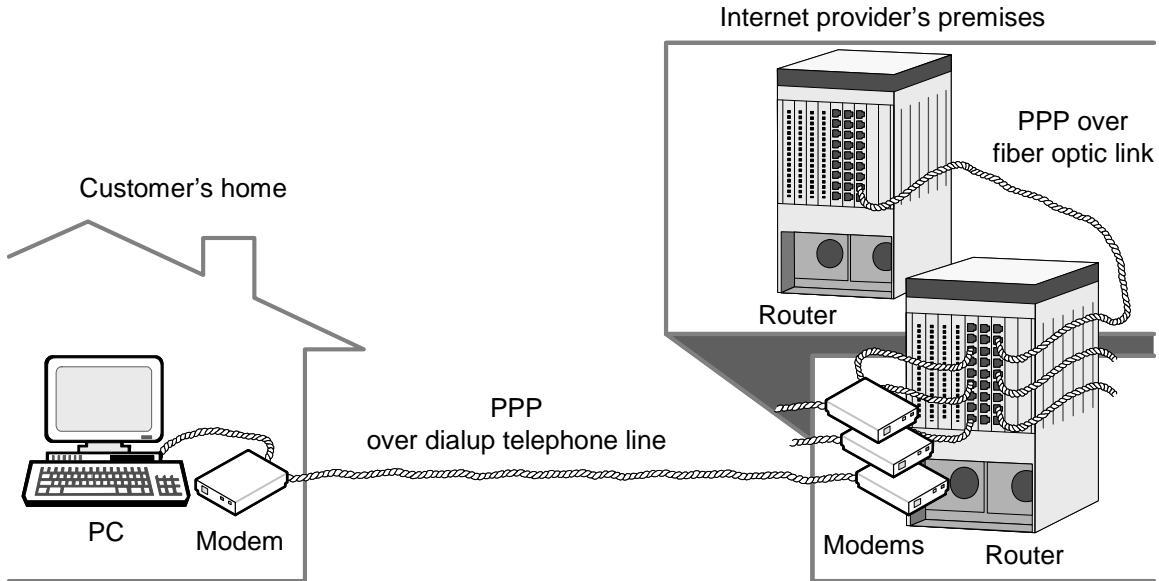 Internet provider's premises
PPP over
fiber optic link
Customer's home
Router
PPP
over dialup telephone line
PC
Modem
Modems
Router